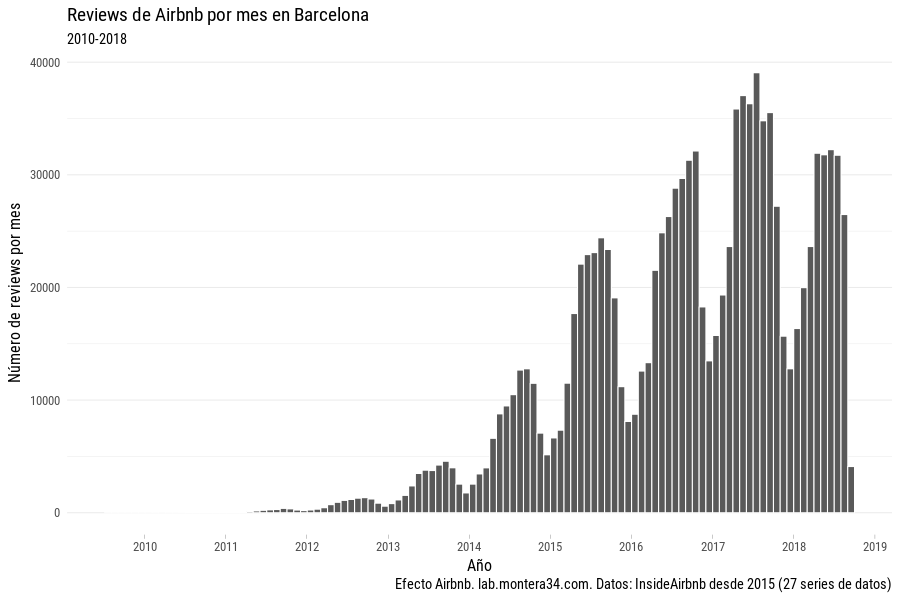 Reviews de Airbnb por mes en Barcelona
2010-2018
Número de reviews por mes
40000
30000
20000
10000
0
2010 2011 2012 2013 2014 2015 2016 2017 2018 2019
Año
Efecto Airbnb. lab.montera34.com. Datos: InsideAirbnb desde 2015 (27 series de datos)